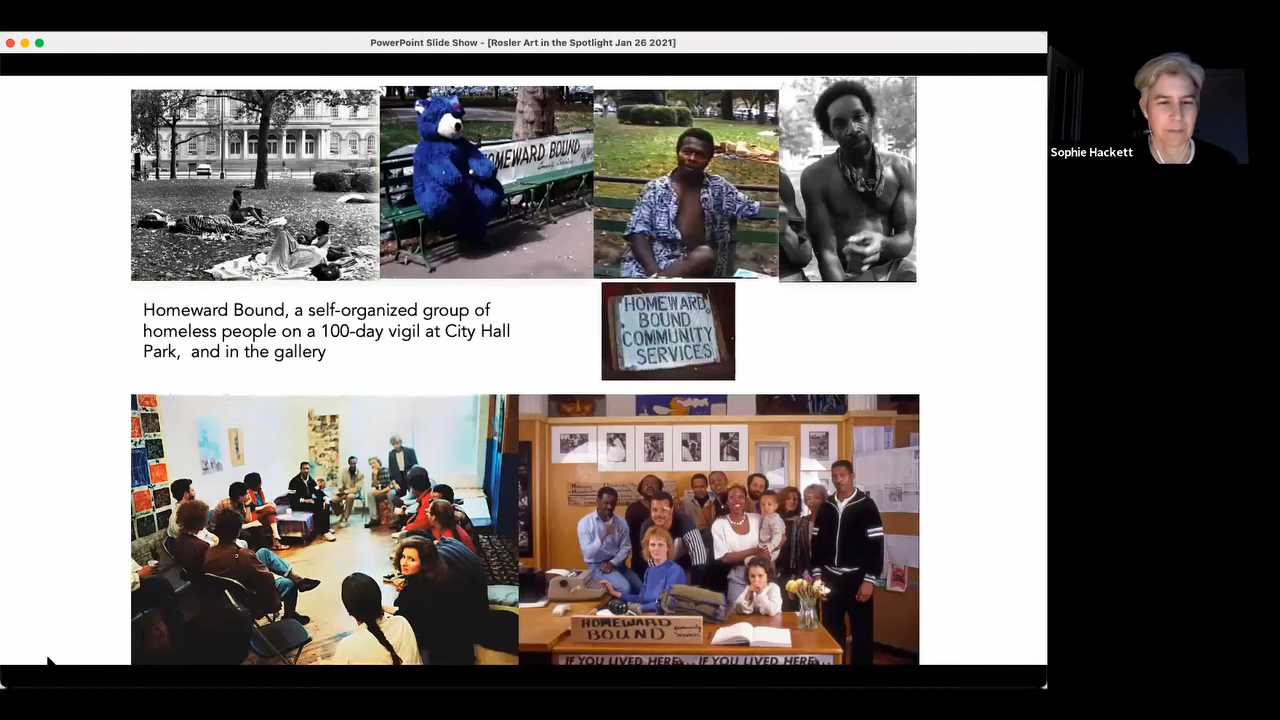 PowerPoint Slide Show - [Rosler Art in the Spotlight Jan 26 2021]
Sophie Hackett
HOMEWARD BOUND
Homeward Bound, a self-organized group of
homeless people on a 100-day vigil at City Hall
Park, and in the gallery
HOMEWARD
BOUND
COMMUNITY
SERVICES
HOMEWARD
BOUND
IF YOU LIVED HERE... IF YOU LIVED HERE...